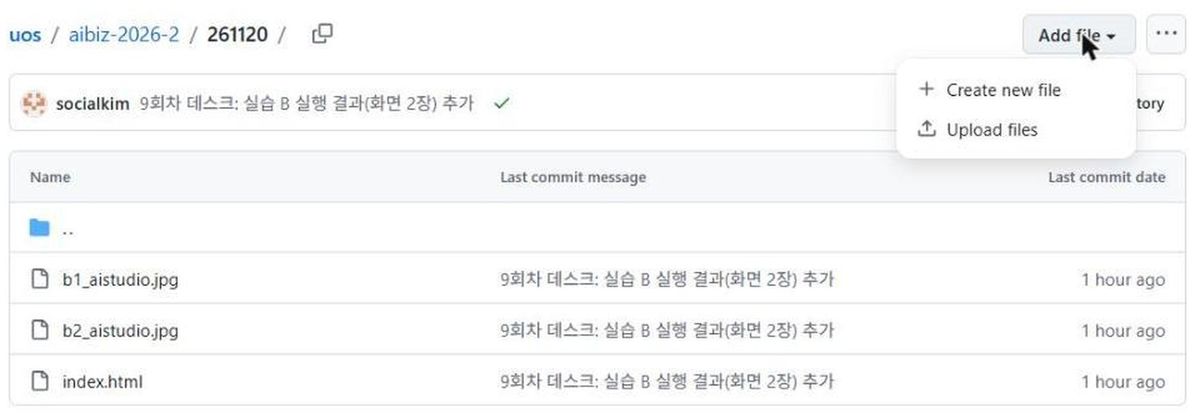 uos / aibiz-2026-2 / 261120 /
Add file
Create new file
Upload files
socialkim 9회차 데스크: 실습 B 실행 결과(화면 2장) 추가
tory
Name Last commit message Last commit date
..
b1_aistudio.jpg 9회차 데스크: 실습 B 실행 결과(화면 2장) 추가 1 hour ago
b2_aistudio.jpg 9회차 데스크: 실습 B 실행 결과(화면 2장) 추가 1 hour ago
index.html 9회차 데스크: 실습 B 실행 결과(화면 2장) 추가 1 hour ago